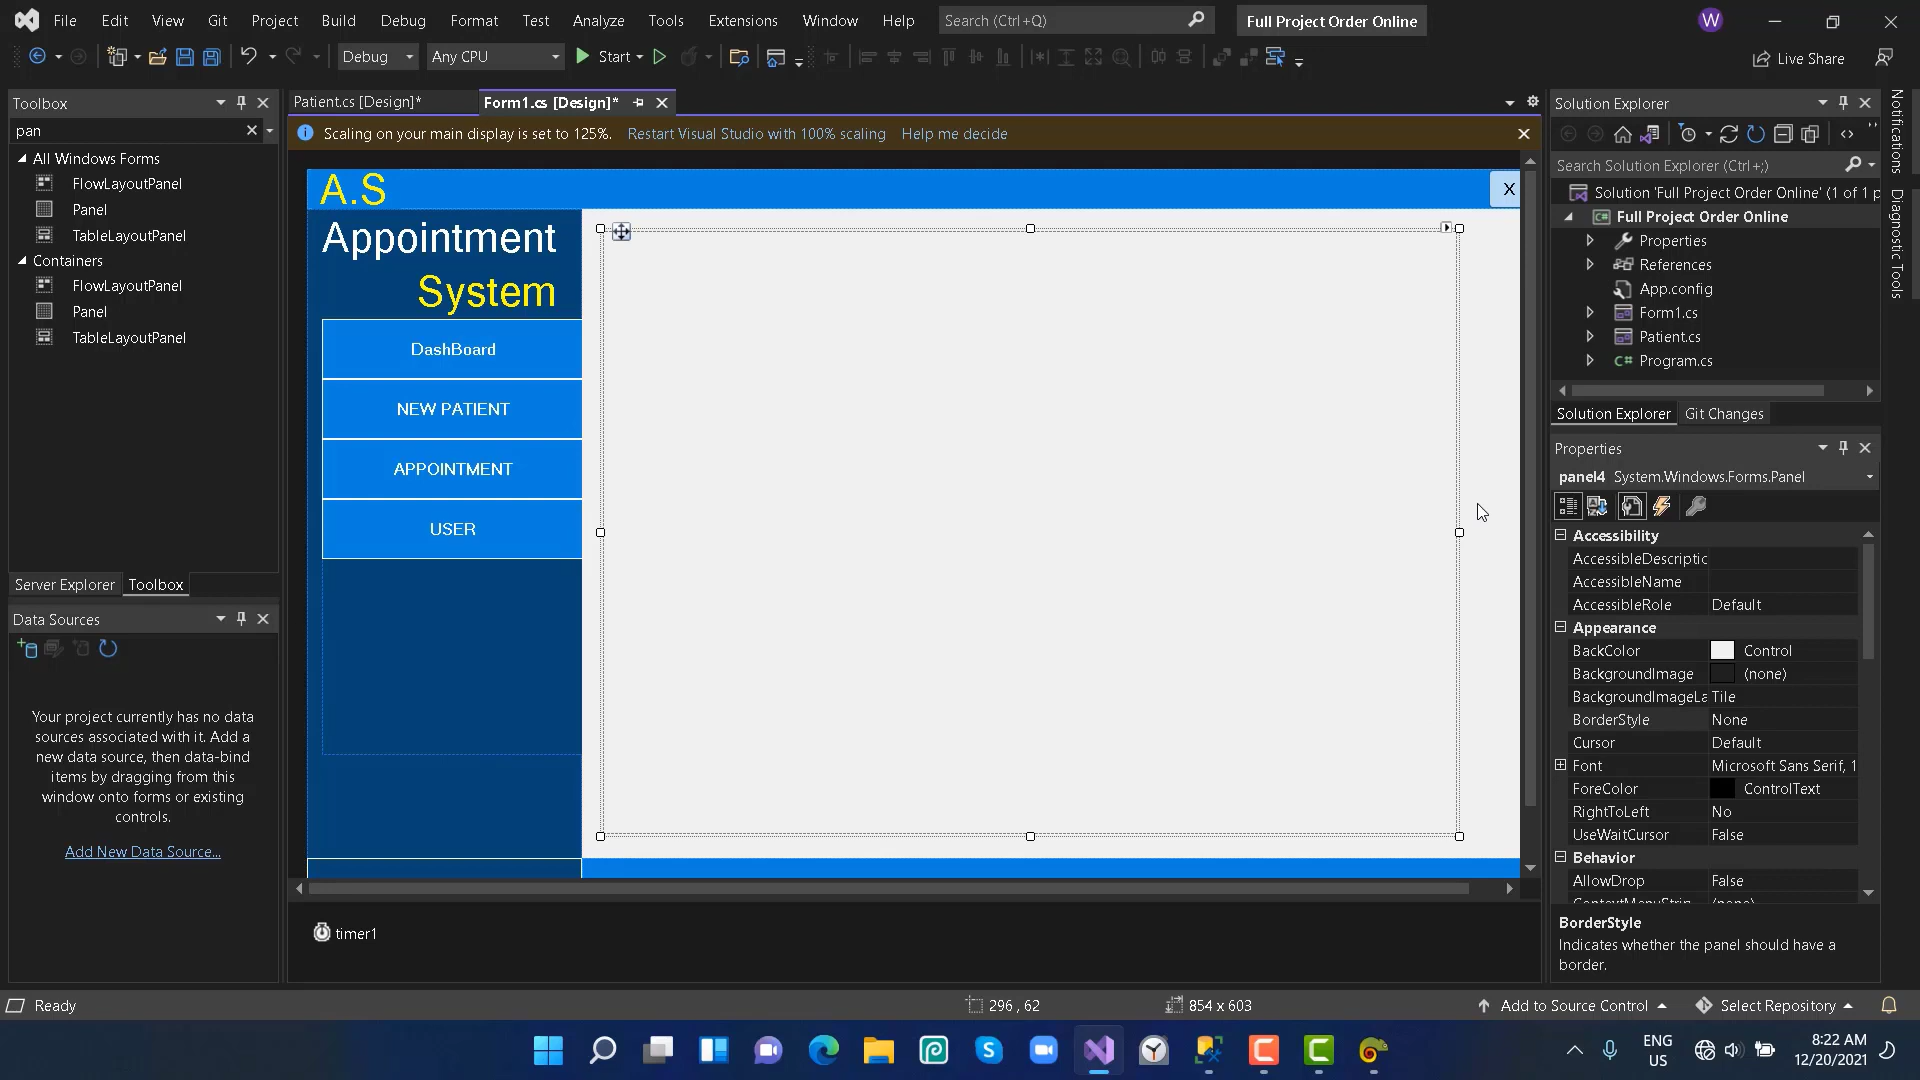 File Edit View Git Project Build Debug Format Test Analyze Tools Extensions Window Help Search (Ctrl+Q) Full Project Order Online W
Debug Any CPU Start Live Share
Toolbox
pan
All Windows Forms
FlowLayoutPanel
Panel
TableLayoutPanel
Containers
FlowLayoutPanel
Panel
TableLayoutPanel
Server Explorer Toolbox
Data Sources
Your project currently has no data
sources associated with it. Add a
new data source, then data-bind
items by dragging from this
window onto forms or existing
controls.
Add New Data Source...
Patient.cs [Design]* Form1.cs [Design]*
Scaling on your main display is set to 125%. Restart Visual Studio with 100% scaling Help me decide
A.S
X
Appointment
System
DashBoard
NEW PATIENT
APPOINTMENT
USER
timer1
Solution Explorer
Search Solution Explorer (Ctrl+;)
Solution 'Full Project Order Online' (1 of 1 p
Full Project Order Online
Properties
References
App.config
Form1.cs
Patient.cs
C# Program.cs
Solution Explorer Git Changes
Properties
panel4 System.Windows.Forms.Panel
Accessibility
AccessibleDescriptic
AccessibleName
AccessibleRole Default
Appearance
BackColor Control
BackgroundImage (none)
BackgroundImageLa Tile
BorderStyle None
Cursor Default
Font Microsoft Sans Serif, 1
ForeColor ControlText
RightToLeft No
UseWaitCursor False
Behavior
AllowDrop False
BorderStyle
Indicates whether the panel should have a
border.
Notifications
Diagnostic Tools
Ready 296 , 62 854 x 603 Add to Source Control Select Repository
ENG
US
8:22 AM
12/20/2021